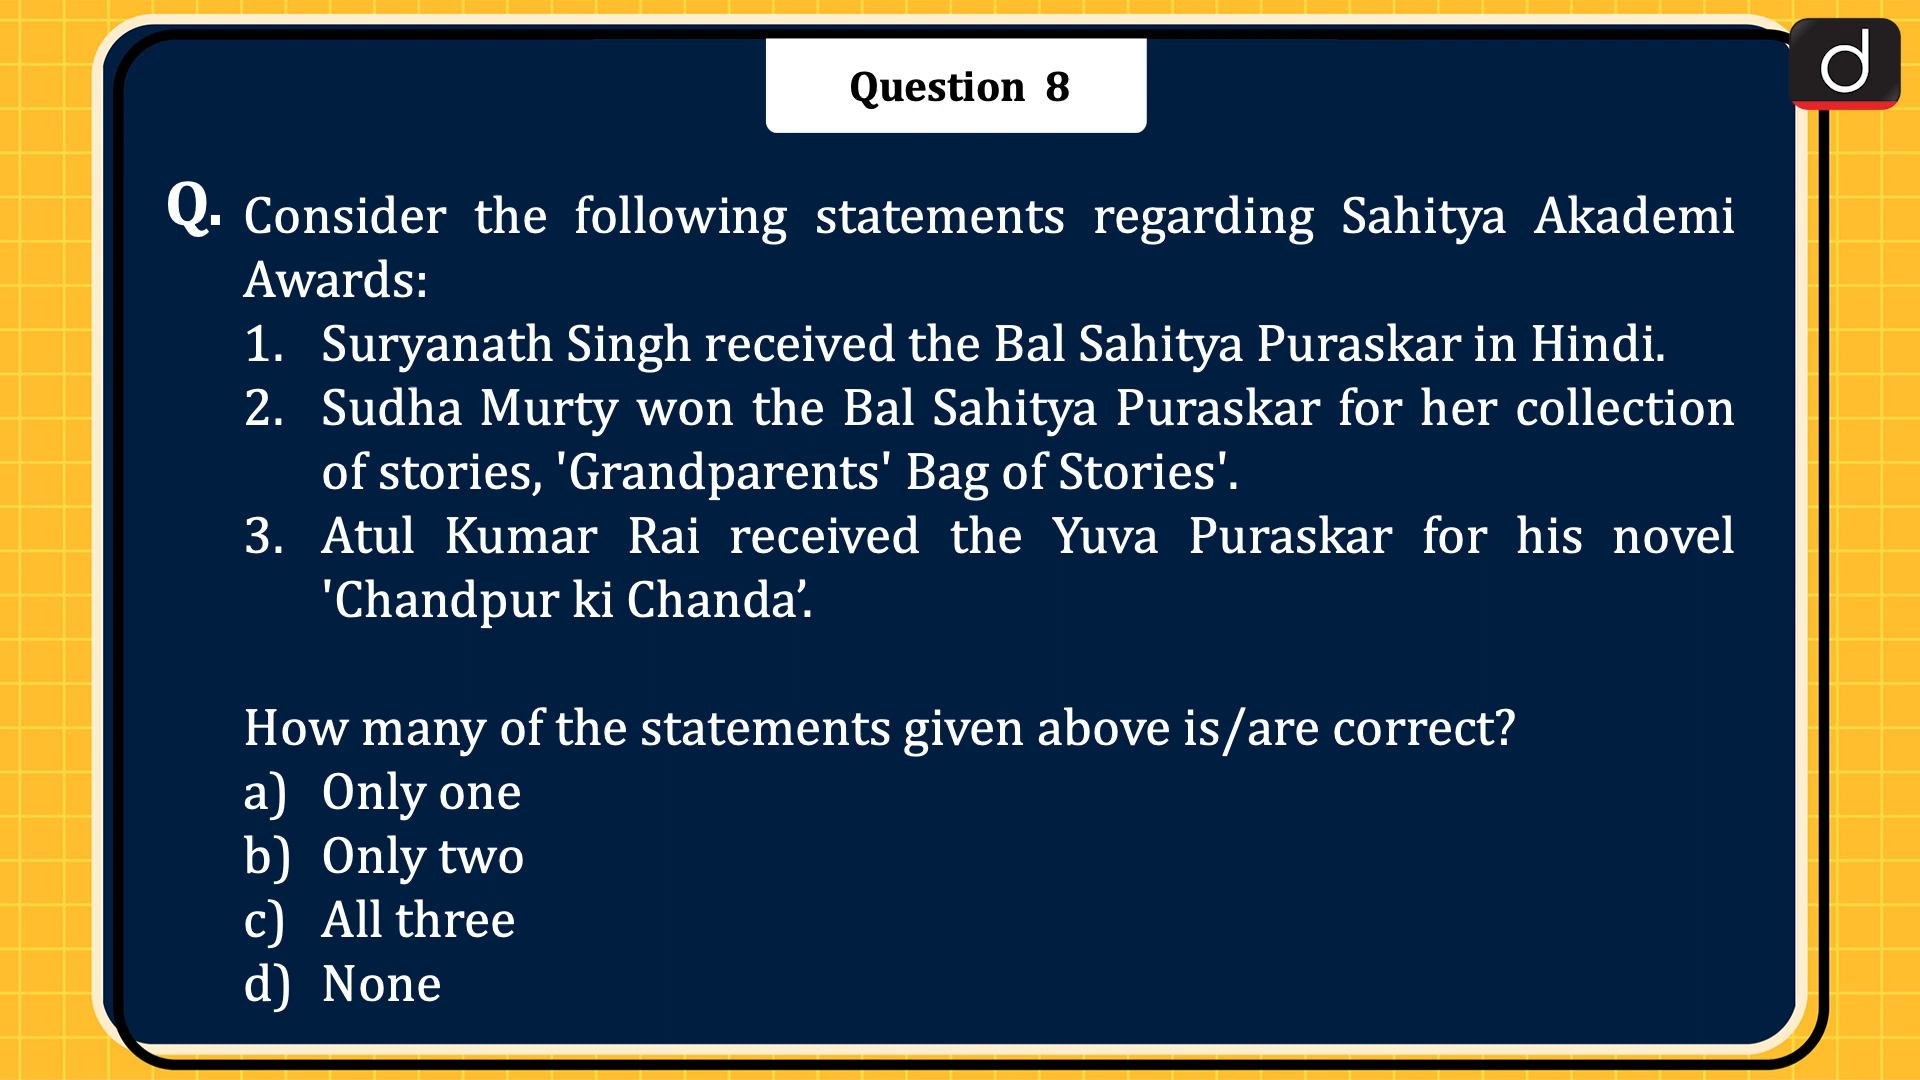 Question 8
d
Q. Consider the following statements regarding Sahitya Akademi
Awards:
1. Suryanath Singh received the Bal Sahitya Puraskar in Hindi.
2. Sudha Murty won the Bal Sahitya Puraskar for her collection
of stories, 'Grandparents' Bag of Stories'.
3. Atul Kumar Rai received the Yuva Puraskar for his novel
'Chandpur ki Chanda’.
How many of the statements given above is/are correct?
a) Only one
b) Only two
c) All three
d) None